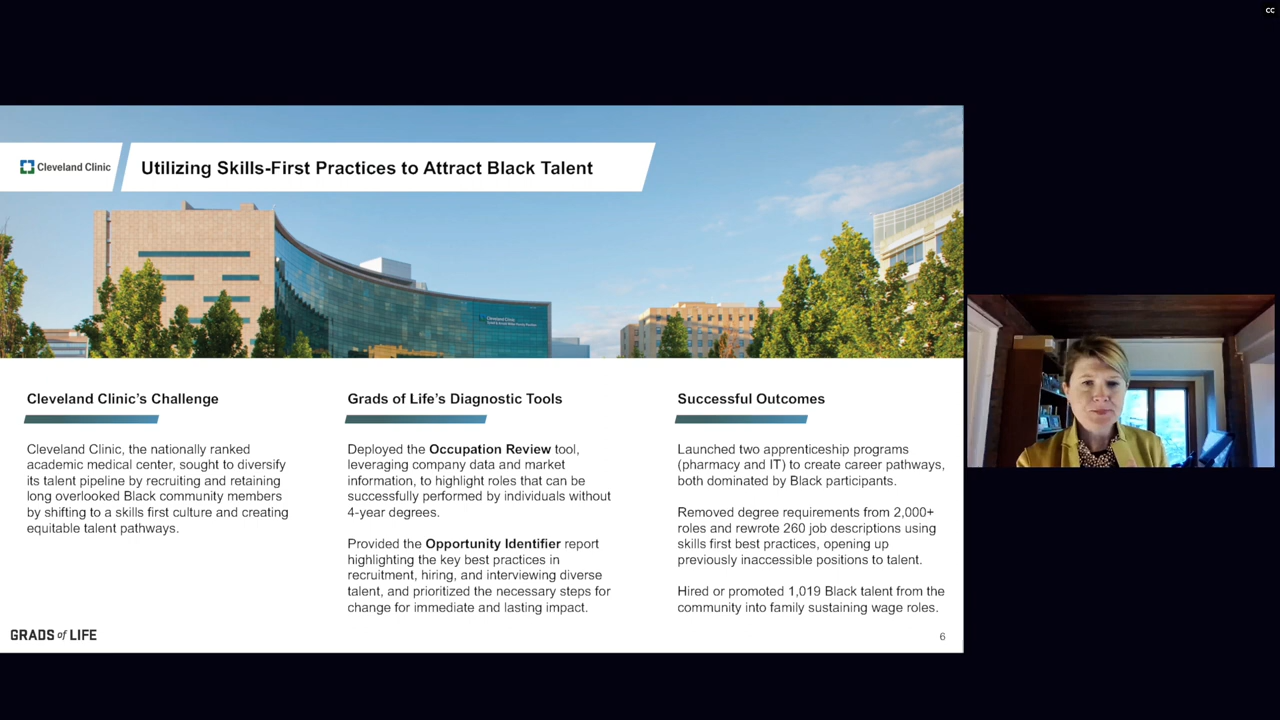 CC
Cleveland Clinic
Utilizing Skills-First Practices to Attract Black Talent
Cleveland Clinic
Cleveland Clinic's Challenge
Cleveland Clinic, the nationally ranked
academic medical center, sought to diversify
its talent pipeline by recruiting and retaining
long overlooked Black community members
by shifting to a skills first culture and creating
equitable talent pathways.
Grads of Life's Diagnostic Tools
Deployed the Occupation Review tool,
leveraging company data and market
information, to highlight roles that can be
successfully performed by individuals without
4-year degrees.
Provided the Opportunity Identifier report
highlighting the key best practices in
recruitment, hiring, and interviewing diverse
talent, and prioritized the necessary steps for
change for immediate and lasting impact.
Successful Outcomes
Launched two apprenticeship programs
(pharmacy and IT) to create career pathways,
both dominated by Black participants.
Removed degree requirements from 2,000+
roles and rewrote 260 job descriptions using
skills first best practices, opening up
previously inaccessible positions to talent.
Hired or promoted 1,019 Black talent from the
community into family sustaining wage roles.
GRADS of LIFE
6